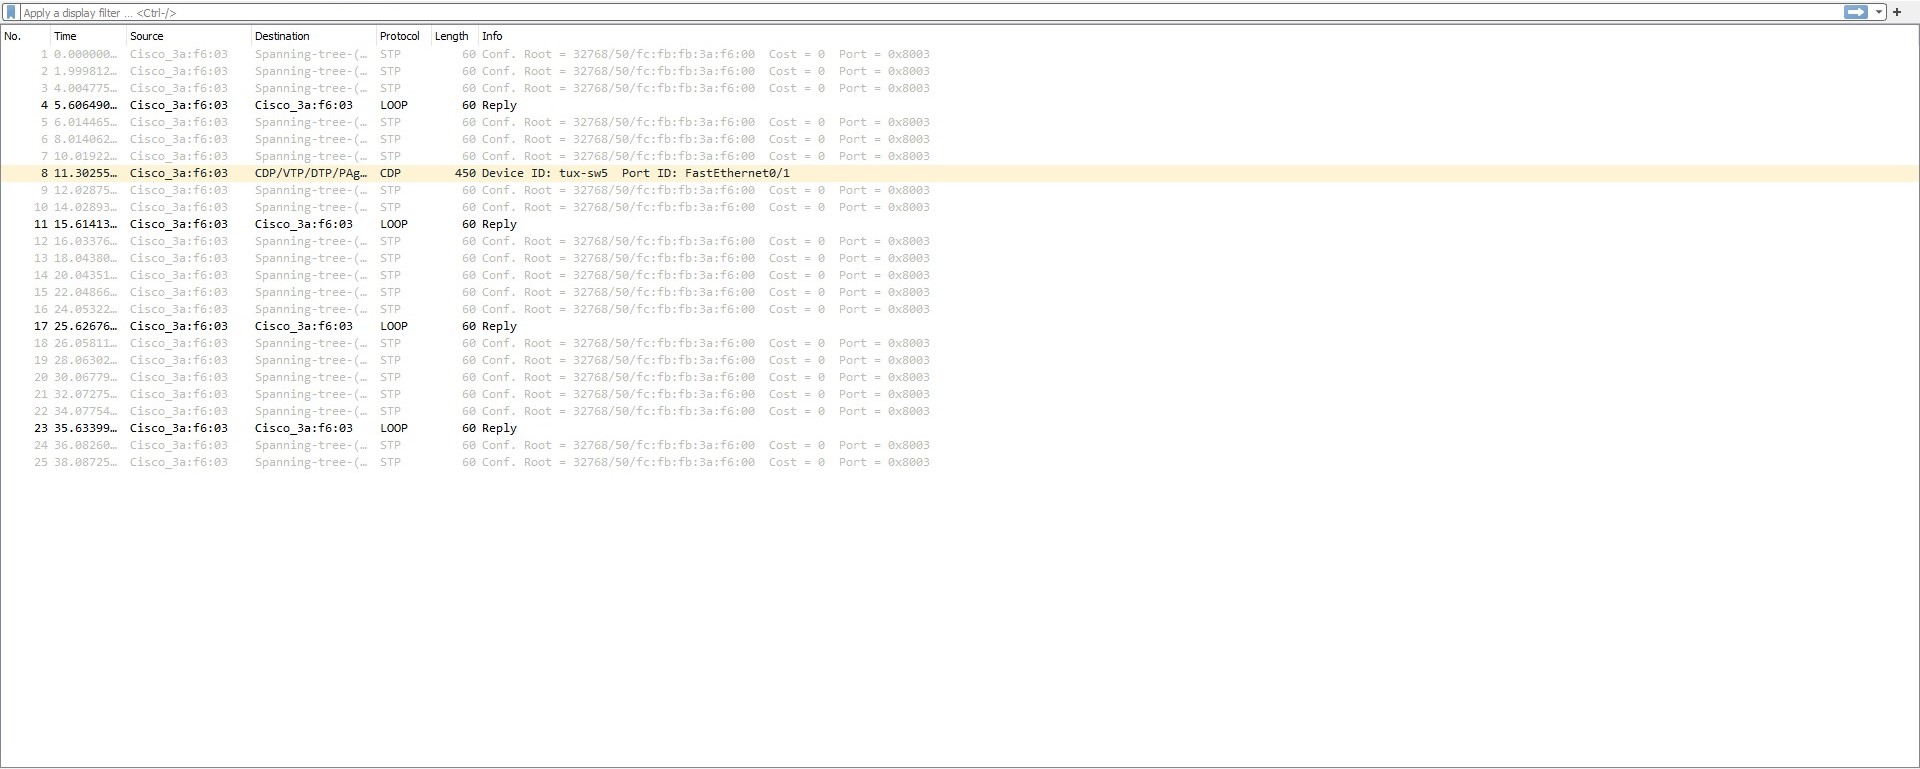 Apply a display filter ... <Ctrl-/>
No. Time Source Destination Protocol Length Info
1 0.000000… Cisco_3a:f6:03 Spanning-tree-(… STP 60 Conf. Root = 32768/50/fc:fb:fb:3a:f6:00 Cost = 0 Port = 0x8003
2 1.999812… Cisco_3a:f6:03 Spanning-tree-(… STP 60 Conf. Root = 32768/50/fc:fb:fb:3a:f6:00 Cost = 0 Port = 0x8003
3 4.004775… Cisco_3a:f6:03 Spanning-tree-(… STP 60 Conf. Root = 32768/50/fc:fb:fb:3a:f6:00 Cost = 0 Port = 0x8003
4 5.606490… Cisco_3a:f6:03 Cisco_3a:f6:03 LOOP 60 Reply
5 6.014465… Cisco_3a:f6:03 Spanning-tree-(… STP 60 Conf. Root = 32768/50/fc:fb:fb:3a:f6:00 Cost = 0 Port = 0x8003
6 8.014062… Cisco_3a:f6:03 Spanning-tree-(… STP 60 Conf. Root = 32768/50/fc:fb:fb:3a:f6:00 Cost = 0 Port = 0x8003
7 10.01922… Cisco_3a:f6:03 Spanning-tree-(… STP 60 Conf. Root = 32768/50/fc:fb:fb:3a:f6:00 Cost = 0 Port = 0x8003
8 11.30255… Cisco_3a:f6:03 CDP/VTP/DTP/PAg… CDP 450 Device ID: tux-sw5 Port ID: FastEthernet0/1
9 12.02875… Cisco_3a:f6:03 Spanning-tree-(… STP 60 Conf. Root = 32768/50/fc:fb:fb:3a:f6:00 Cost = 0 Port = 0x8003
10 14.02893… Cisco_3a:f6:03 Spanning-tree-(… STP 60 Conf. Root = 32768/50/fc:fb:fb:3a:f6:00 Cost = 0 Port = 0x8003
11 15.61413… Cisco_3a:f6:03 Cisco_3a:f6:03 LOOP 60 Reply
12 16.03376… Cisco_3a:f6:03 Spanning-tree-(… STP 60 Conf. Root = 32768/50/fc:fb:fb:3a:f6:00 Cost = 0 Port = 0x8003
13 18.04380… Cisco_3a:f6:03 Spanning-tree-(… STP 60 Conf. Root = 32768/50/fc:fb:fb:3a:f6:00 Cost = 0 Port = 0x8003
14 20.04351… Cisco_3a:f6:03 Spanning-tree-(… STP 60 Conf. Root = 32768/50/fc:fb:fb:3a:f6:00 Cost = 0 Port = 0x8003
15 22.04866… Cisco_3a:f6:03 Spanning-tree-(… STP 60 Conf. Root = 32768/50/fc:fb:fb:3a:f6:00 Cost = 0 Port = 0x8003
16 24.05322… Cisco_3a:f6:03 Spanning-tree-(… STP 60 Conf. Root = 32768/50/fc:fb:fb:3a:f6:00 Cost = 0 Port = 0x8003
17 25.62676… Cisco_3a:f6:03 Cisco_3a:f6:03 LOOP 60 Reply
18 26.05811… Cisco_3a:f6:03 Spanning-tree-(… STP 60 Conf. Root = 32768/50/fc:fb:fb:3a:f6:00 Cost = 0 Port = 0x8003
19 28.06302… Cisco_3a:f6:03 Spanning-tree-(… STP 60 Conf. Root = 32768/50/fc:fb:fb:3a:f6:00 Cost = 0 Port = 0x8003
20 30.06779… Cisco_3a:f6:03 Spanning-tree-(… STP 60 Conf. Root = 32768/50/fc:fb:fb:3a:f6:00 Cost = 0 Port = 0x8003
21 32.07275… Cisco_3a:f6:03 Spanning-tree-(… STP 60 Conf. Root = 32768/50/fc:fb:fb:3a:f6:00 Cost = 0 Port = 0x8003
22 34.07754… Cisco_3a:f6:03 Spanning-tree-(… STP 60 Conf. Root = 32768/50/fc:fb:fb:3a:f6:00 Cost = 0 Port = 0x8003
23 35.63399… Cisco_3a:f6:03 Cisco_3a:f6:03 LOOP 60 Reply
24 36.08260… Cisco_3a:f6:03 Spanning-tree-(… STP 60 Conf. Root = 32768/50/fc:fb:fb:3a:f6:00 Cost = 0 Port = 0x8003
25 38.08725… Cisco_3a:f6:03 Spanning-tree-(… STP 60 Conf. Root = 32768/50/fc:fb:fb:3a:f6:00 Cost = 0 Port = 0x8003